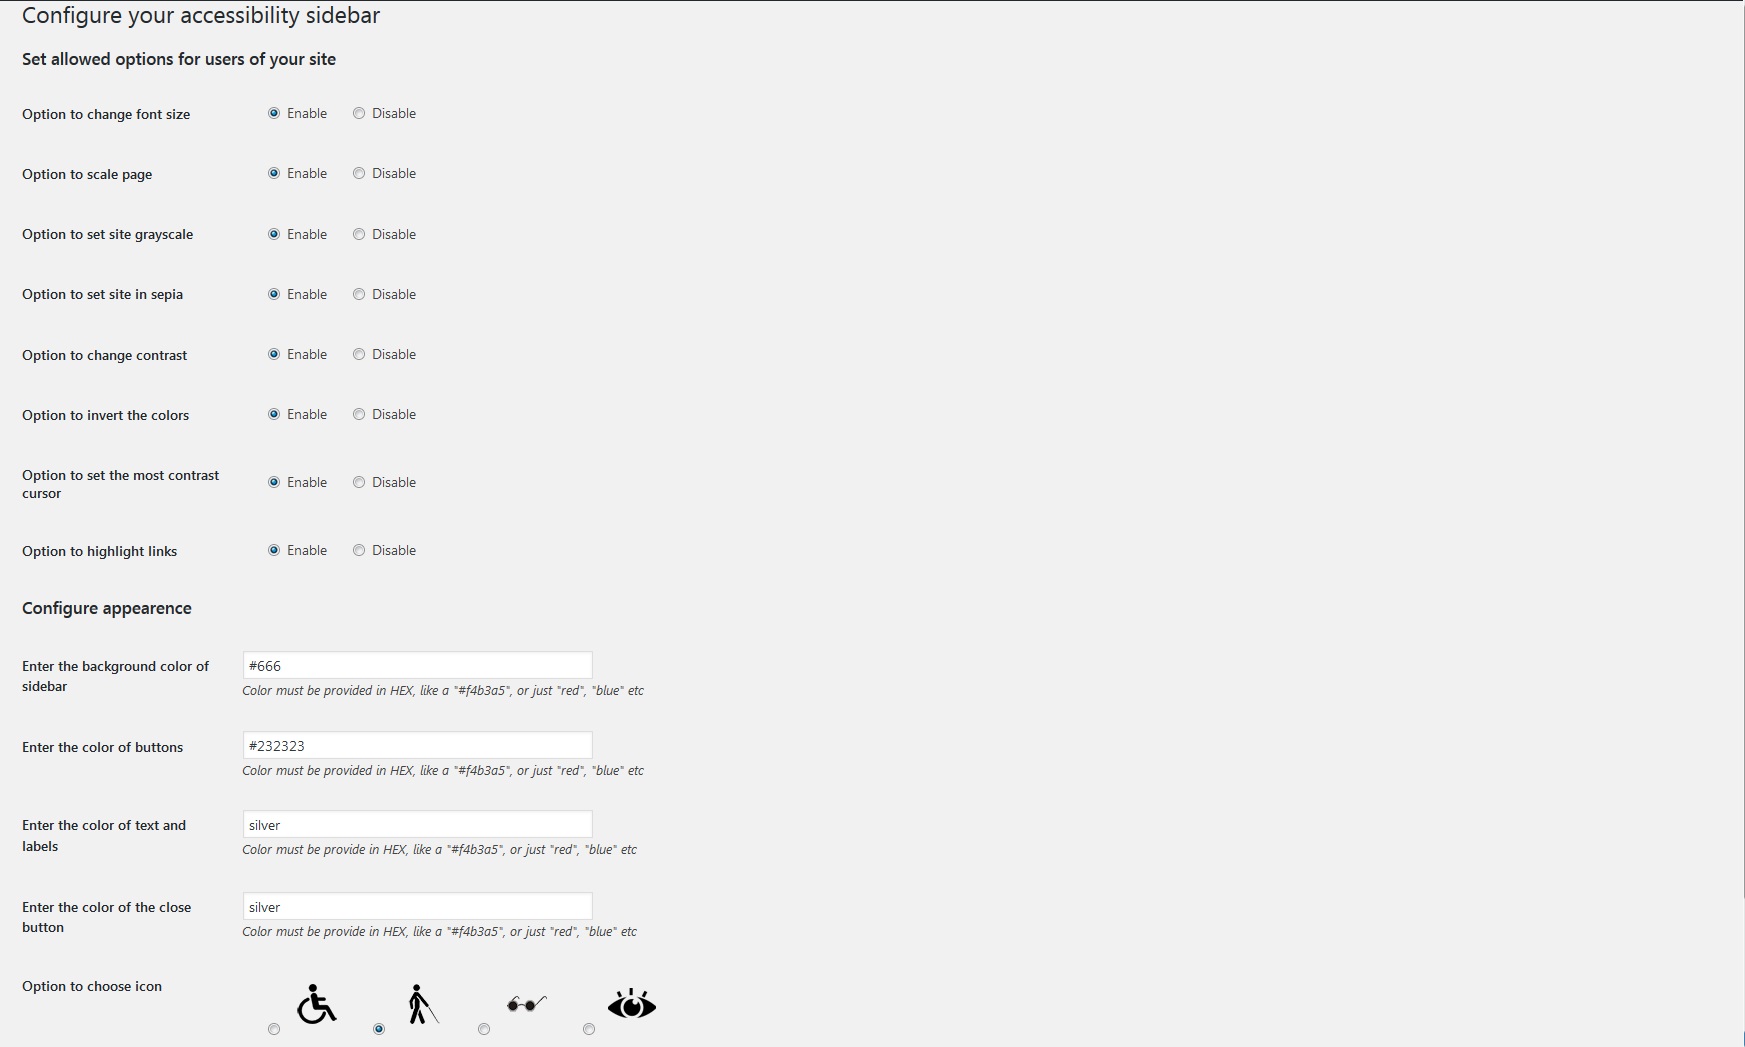 Configure your accessibility sidebar
Set allowed options for users of your site
Option to change font size Enable Disable
Option to scale page Enable Disable
Option to set site grayscale Enable Disable
Option to set site in sepia Enable Disable
Option to change contrast Enable Disable
Option to invert the colors Enable Disable
Option to set the most contrast
cursor Enable Disable
Option to highlight links Enable Disable
Configure appearence
Enter the background color of
sidebar
#666
Color must be provided in HEX, like a "#f4b3a5", or just "red", "blue" etc
Enter the color of buttons
#232323
Color must be provided in HEX, like a "#f4b3a5", or just "red", "blue" etc
Enter the color of text and
labels
silver
Color must be provide in HEX, like a "#f4b3a5", or just "red", "blue" etc
Enter the color of the close
button
silver
Color must be provide in HEX, like a "#f4b3a5", or just "red", "blue" etc
Option to choose icon